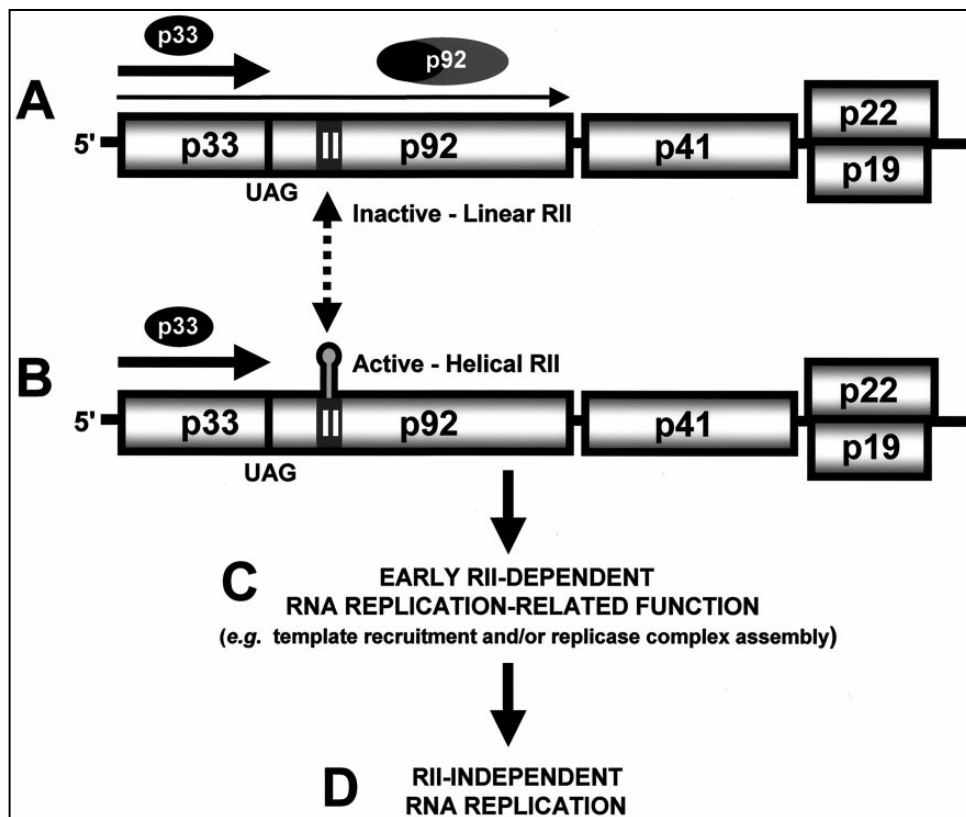 p33
p92
A
5' p33 II p92 p41 p22
p19
UAG
Inactive - Linear RII
p33
Active - Helical RII
B
5' p33 II p92 p41 p22
p19
UAG
C
EARLY RII-DEPENDENT
RNA REPLICATION-RELATED FUNCTION
(e.g. template recruitment and/or replicase complex assembly)
D
RII-INDEPENDENT
RNA REPLICATION